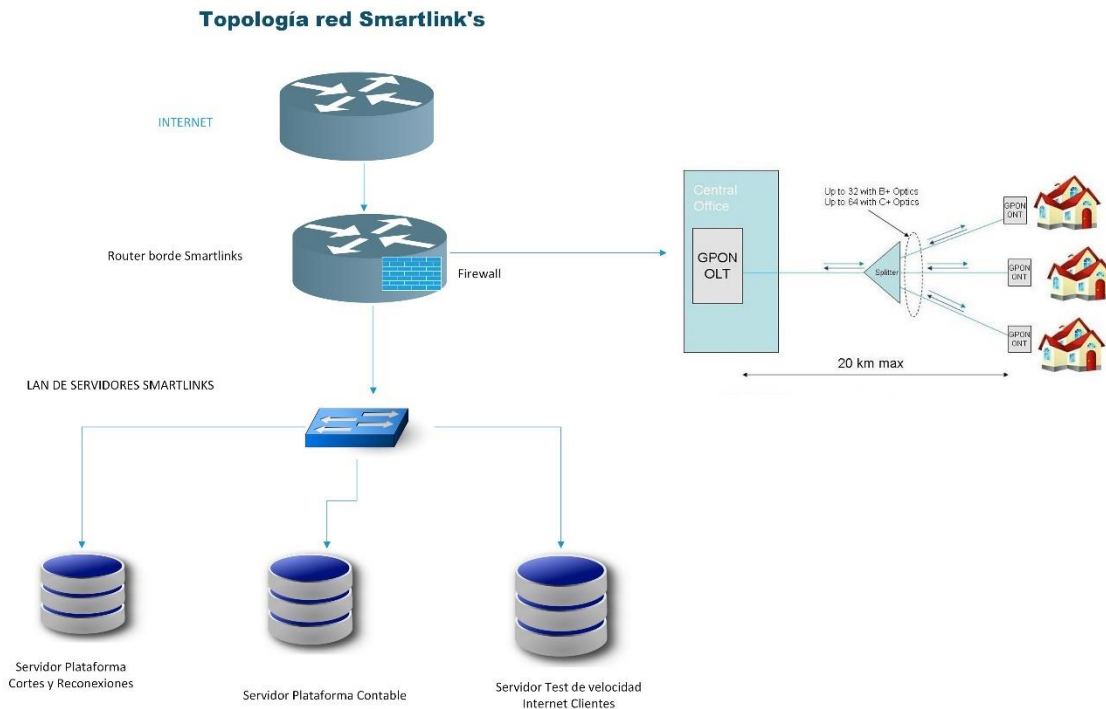 Topología red Smartlink's
INTERNET
Router borde Smartlinks
Firewall
Central
Office
GPON
OLT
Up to 32 with B+ Optics
Up to 64 with C+ Optics
Splitter
GPON
ONT
GPON
ONT
GPON
ONT
20 km max
LAN DE SERVIDORES SMARTLINKS
Servidor Plataforma
Cortes y Reconexiones
Servidor Plataforma Contable
Servidor Test de velocidad
Internet Clientes